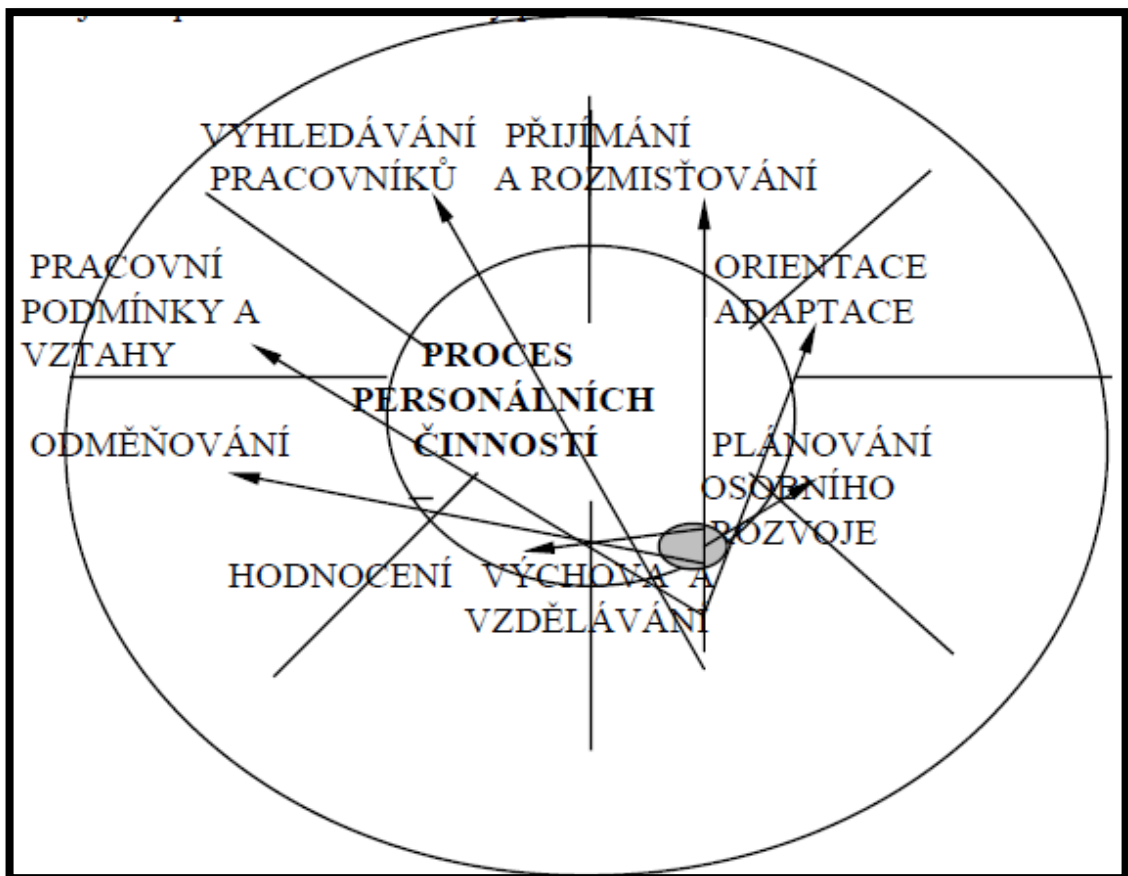 VYHLEDÁVÁNÍ PŘIJÍMÁNÍ
PRACOVNÍKŮ A ROZMISŤOVÁNÍ
PRACOVNÍ
PODMÍNKY A
VZTAHY
ORIENTACE
ADAPTACE
PROCES
PERSONÁLNÍCH
ČINNOSTÍ
ODMĚŇOVÁNÍ
PLÁNOVÁNÍ
OSOBNÍHO
ROZVOJE
HODNOCENÍ
VÝCHOVA A
VZDĚLÁVÁNÍ